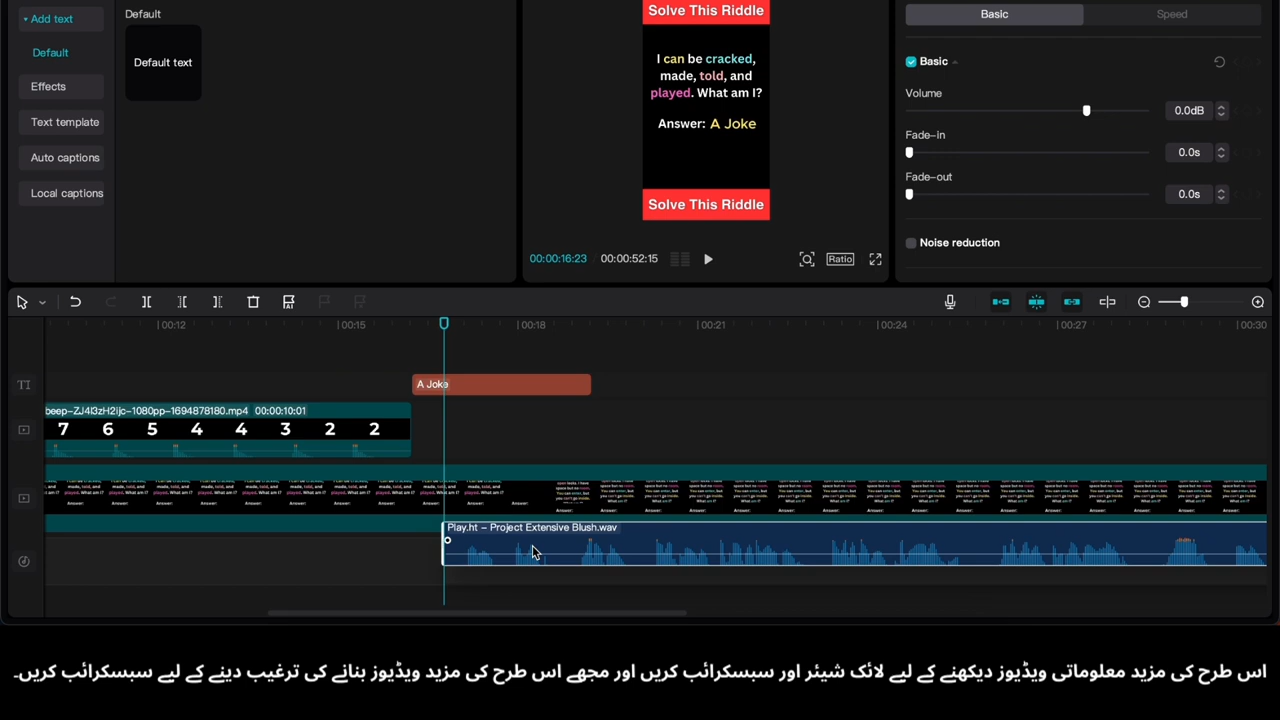 Add text
Default
Effects
Text template
Auto captions
Local captions
Default
Default text
Solve This Riddle
I can be cracked,
made, told, and
played. What am I?
Answer: A Joke
Solve This Riddle
00:00:16:23 00:00:52:15
Ratio
Basic Speed
Basic
Volume
0.0dB
Fade-in
0.0s
Fade-out
0.0s
Noise reduction
00:12 00:15 00:18 00:21 00:24 00:27 00:30
TI A Joke
beep-ZJ4l3zH2ijc-1080pp-1694878180.mp4 00:00:10:01
7 6 5 4 4 3 2 2
Play.ht – Project Extensive Blush.wav
اس طرح کی مزید معلوماتی ویڈیوز دیکھنے کے لیے لائک شیئر اور سبسکرائب کریں اور مجھے اس طرح کی مزید ویڈیوز بنانے کی ترغیب دینے کے لیے سبسکرائب کریں۔